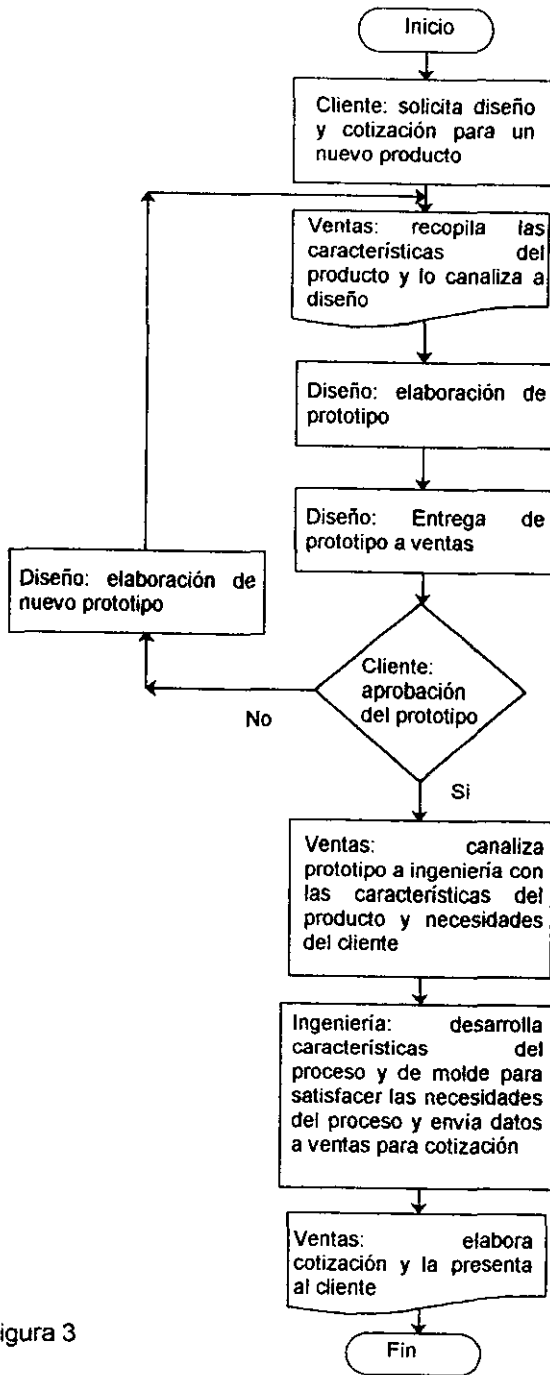 Inicio
Cliente: solicita diseño
y cotización para un
nuevo producto
Ventas: recopila las
características del
producto y lo canaliza a
diseño
Diseño: elaboración de
prototipo
Diseño: Entrega de
prototipo a ventas
Diseño: elaboración de
nuevo prototipo
Cliente:
aprobación
del prototipo
No
Si
Ventas: canaliza
prototipo a ingeniería con
las características del
producto y necesidades
del cliente
Ingeniería: desarrolla
características del
proceso y de molde para
satisfacer las necesidades
del proceso y envía datos
a ventas para cotización
Ventas: elabora
cotización y la presenta
al cliente
igura 3
Fin